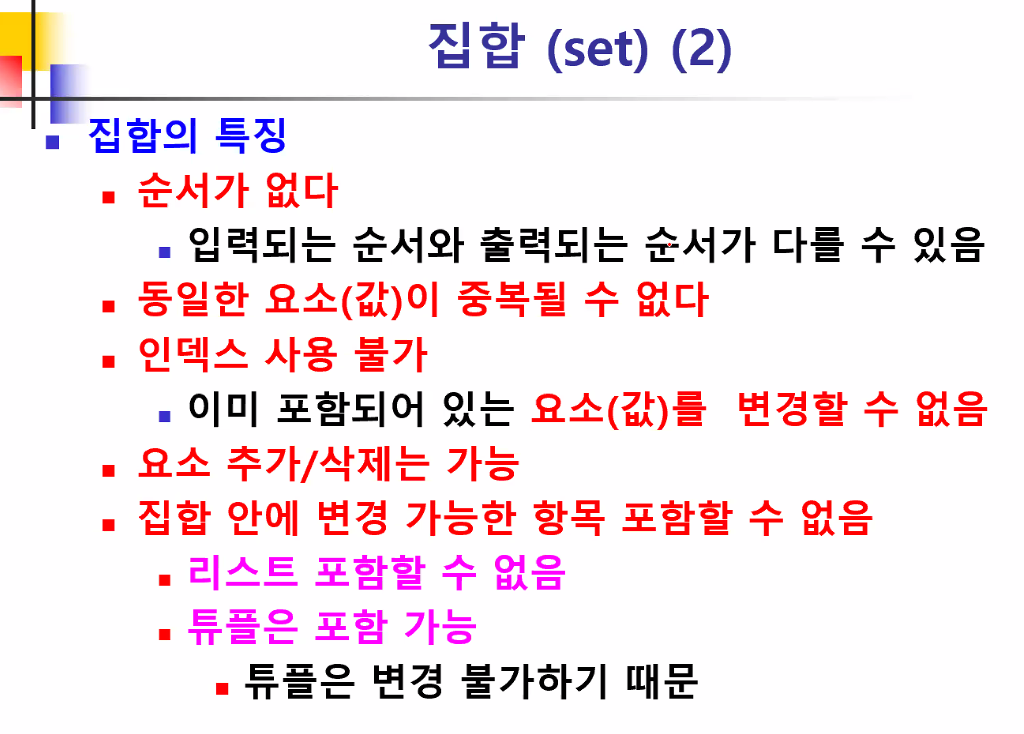 집합 (set) (2)
집합의 특징
순서가 없다
입력되는 순서와 출력되는 순서가 다를 수 있음
동일한 요소(값)이 중복될 수 없다
인덱스 사용 불가
이미 포함되어 있는 요소(값)를 변경할 수 없음
요소 추가/삭제는 가능
집합 안에 변경 가능한 항목 포함할 수 없음
리스트 포함할 수 없음
튜플은 포함 가능
튜플은 변경 불가하기 때문